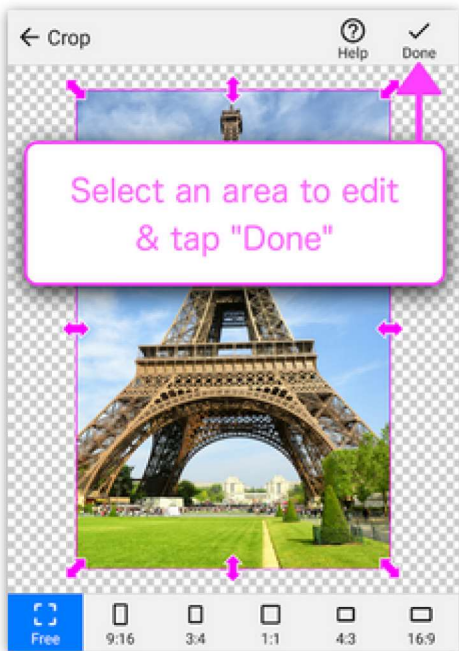 Crop
Help
Done
Select an area to edit
& tap "Done"
Free
9:16
3:4
1:1
4:3
16:9